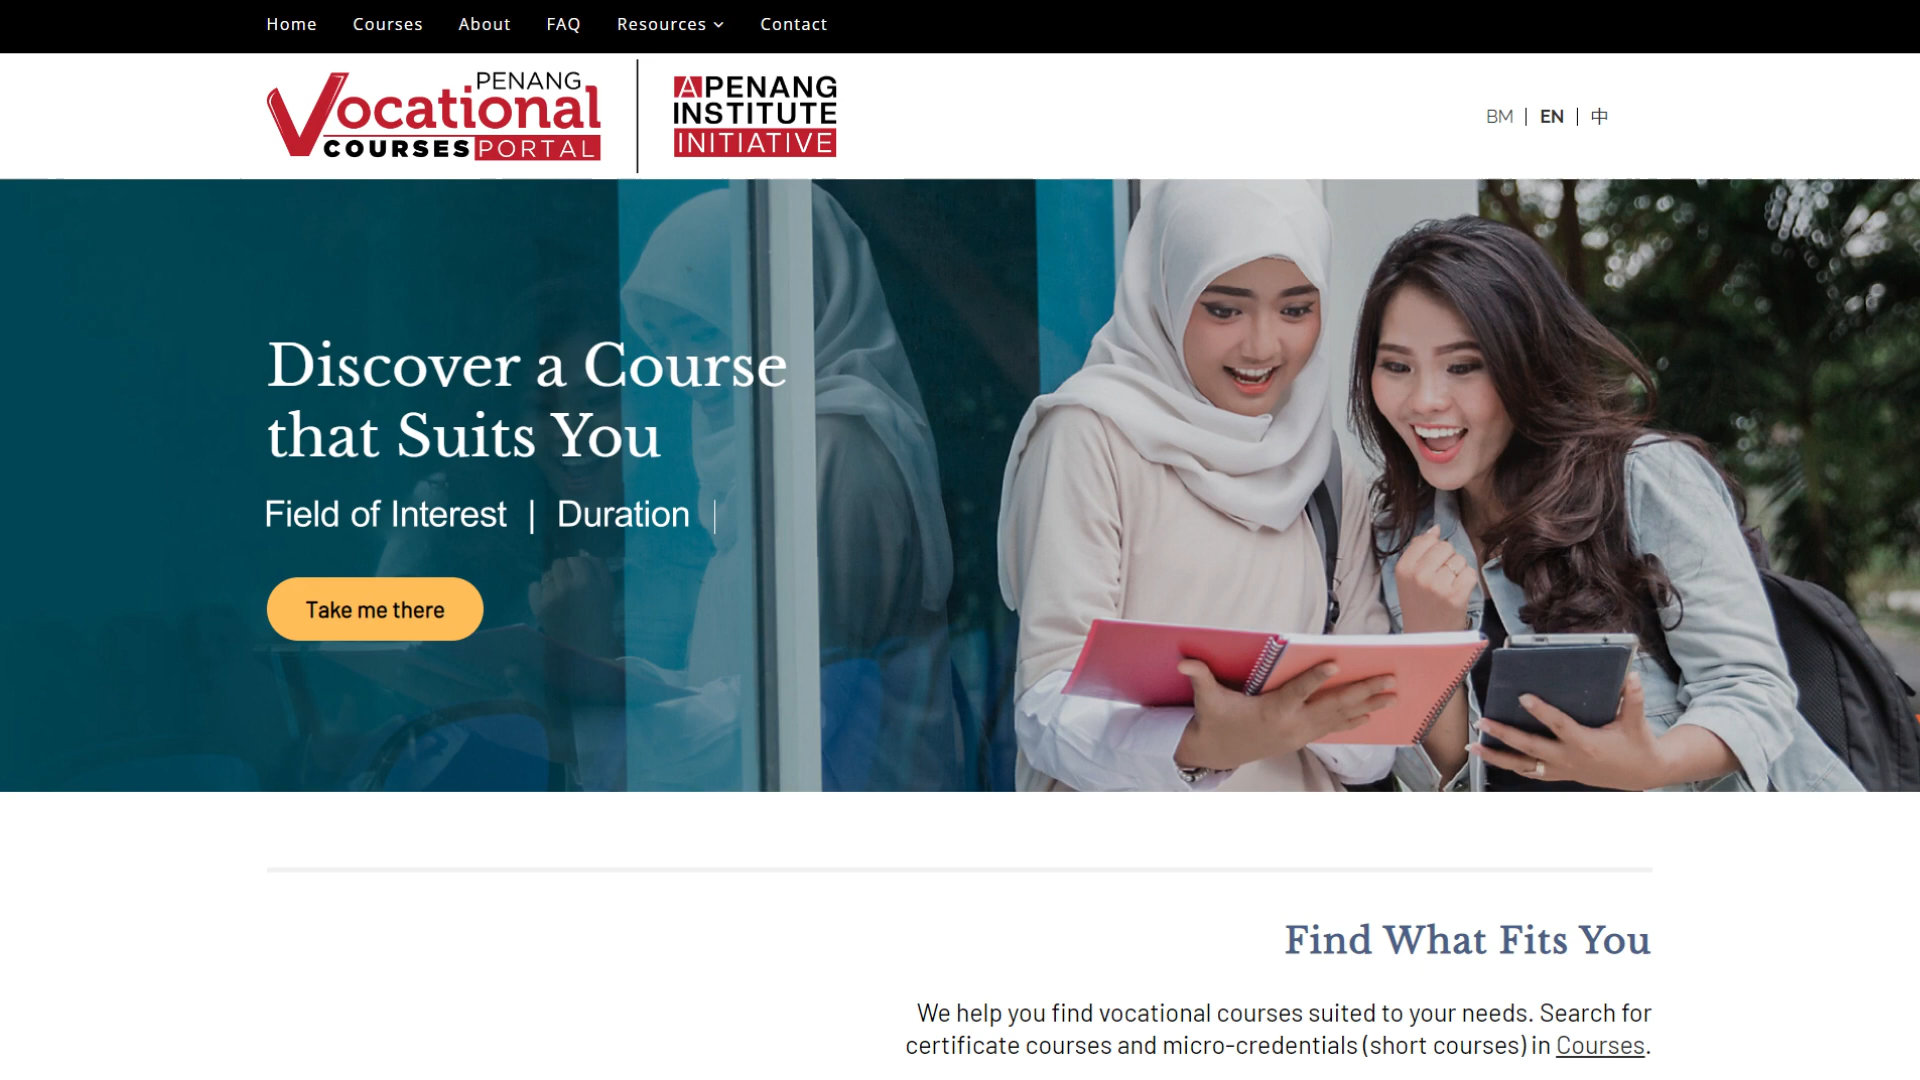 Home Courses About FAQ Resources Contact
PENANG
Vocational
COURSES PORTAL
A PENANG
INSTITUTE
INITIATIVE
BM | EN | 中
Discover a Course
that Suits You
Field of Interest | Duration |
Take me there
Find What Fits You
We help you find vocational courses suited to your needs. Search for
certificate courses and micro-credentials (short courses) in Courses.